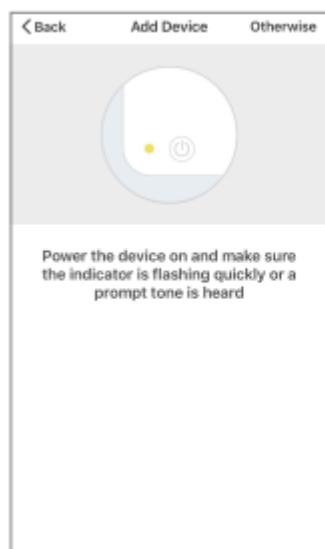 Back Add Device Otherwise
Power the device on and make sure
the indicator is flashing quickly or a
prompt tone is heard